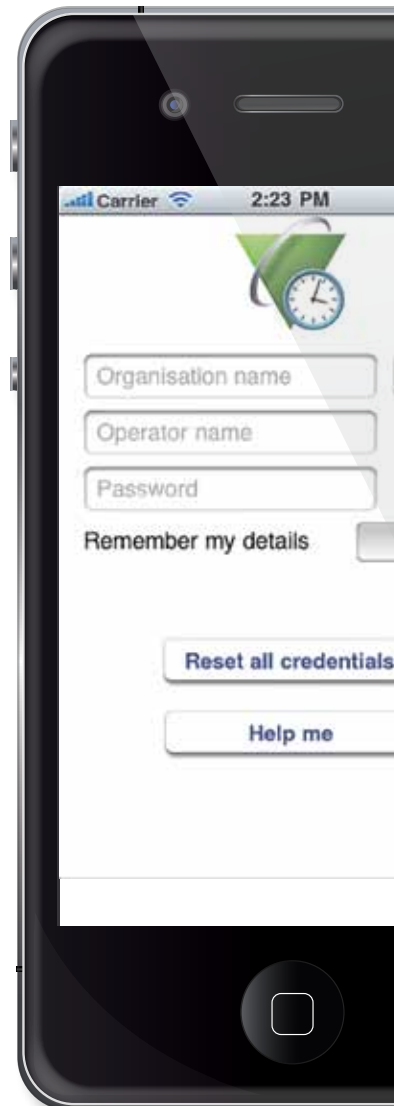 Carrier 2:23 PM
Organisation name
Operator name
Password
Remember my details
Reset all credentials
Help me